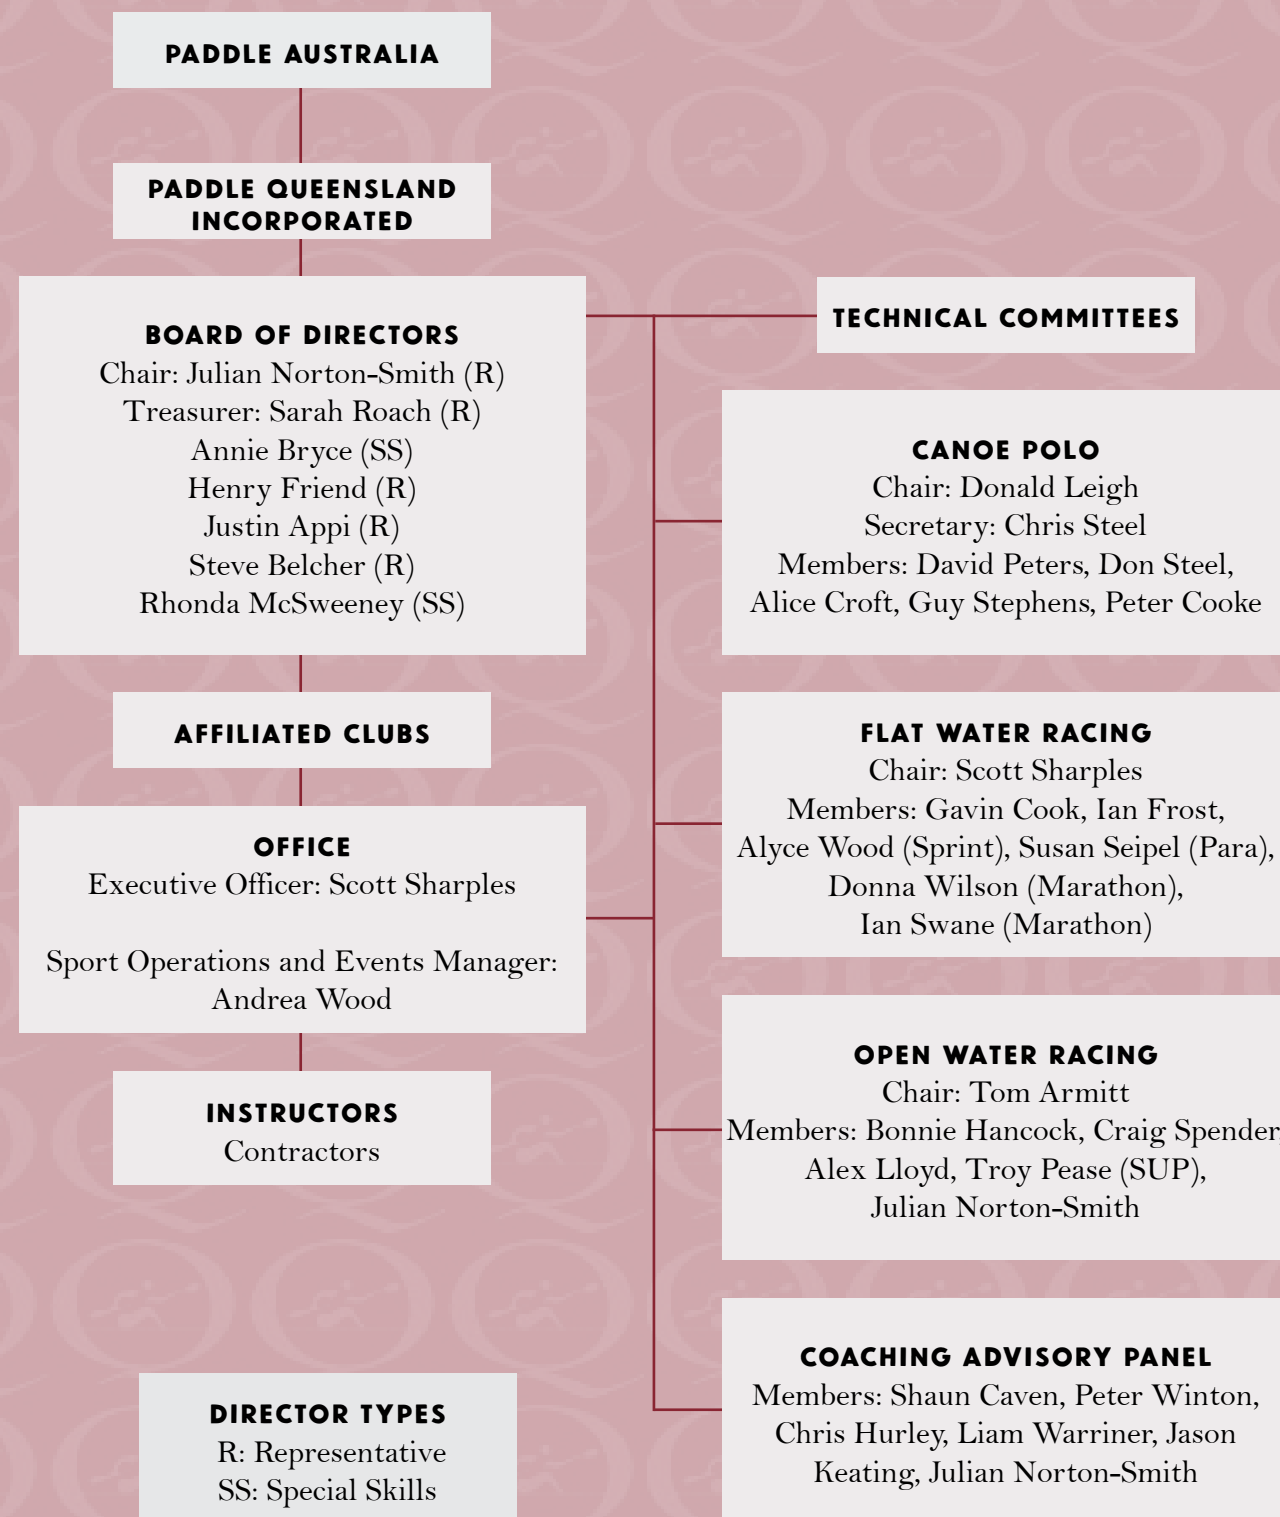 PADDLE AUSTRALIA
PADDLE QUEENSLAND
INCORPORATED
BOARD OF DIRECTORS
Chair: Julian Norton-Smith (R)
Treasurer: Sarah Roach (R)
Annie Bryce (SS)
Henry Friend (R)
Justin Appi (R)
Steve Belcher (R)
Rhonda McSweeney (SS)
AFFILIATED CLUBS
OFFICE
Executive Officer: Scott Sharples
Sport Operations and Events Manager:
Andrea Wood
INSTRUCTORS
Contractors
DIRECTOR TYPES
R: Representative
SS: Special Skills
TECHNICAL COMMITTEES
CANOE POLO
Chair: Donald Leigh
Secretary: Chris Steel
Members: David Peters, Don Steel,
Alice Croft, Guy Stephens, Peter Cooke
FLAT WATER RACING
Chair: Scott Sharples
Members: Gavin Cook, Ian Frost,
Alyce Wood (Sprint), Susan Seipel (Para),
Donna Wilson (Marathon),
Ian Swane (Marathon)
OPEN WATER RACING
Chair: Tom Armitt
Members: Bonnie Hancock, Craig Spender,
Alex Lloyd, Troy Pease (SUP),
Julian Norton-Smith
COACHING ADVISORY PANEL
Members: Shaun Caven, Peter Winton,
Chris Hurley, Liam Warriner, Jason
Keating, Julian Norton-Smith